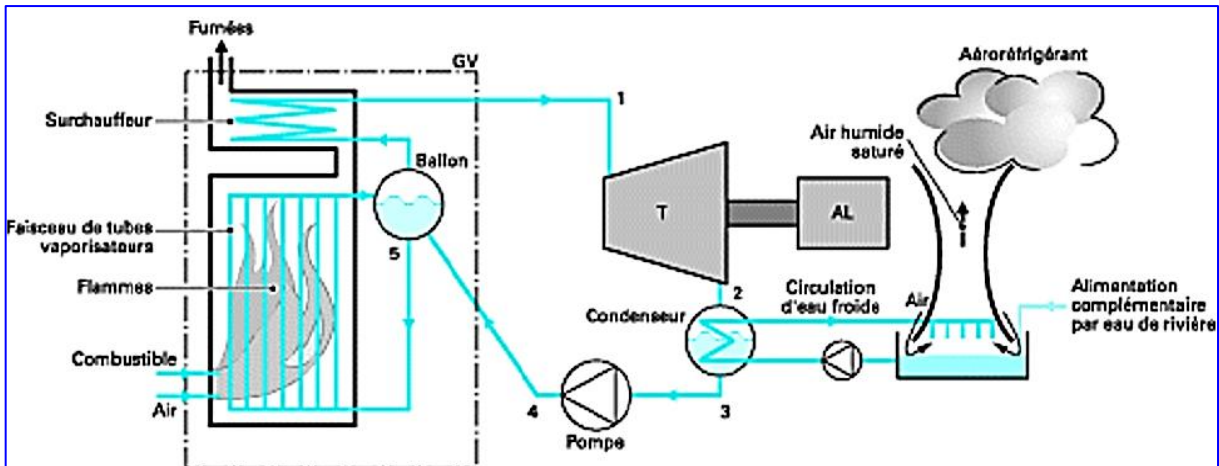 Fumées
GV
Surchauffeur
Ballon
Faisceau de tubes
vaporisateurs
5
Flammes
Combustible
Air
1
T
AL
2
Condenseur
3
4
Pompe
Circulation
d'eau froide
Aéroréfrigérant
Air humide
saturé
Air
Alimentation
complémentaire
par eau de rivière